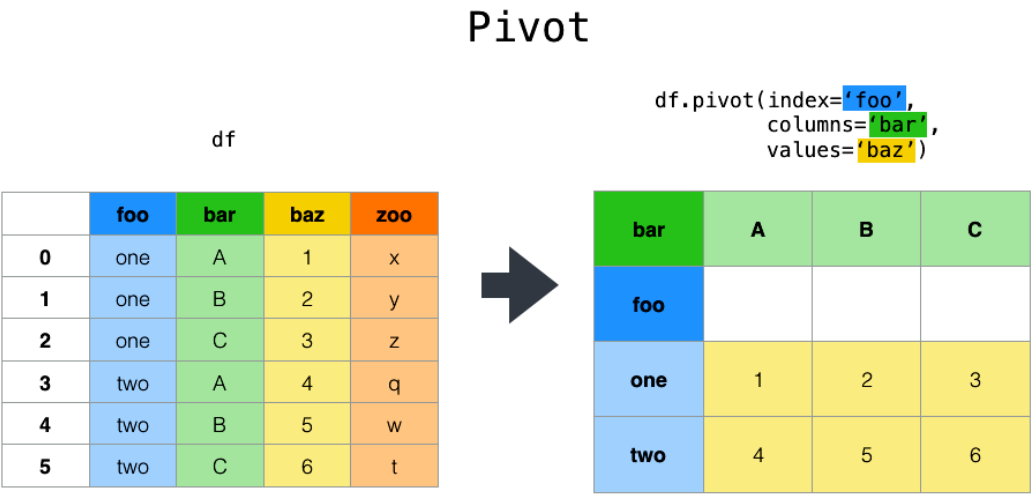 Pivot
df
df.pivot(index=‘foo’,
columns=‘bar’,
values=‘baz’)
foo bar baz zoo
0 one A 1 x
1 one B 2 y
2 one C 3 z
3 two A 4 q
4 two B 5 w
5 two C 6 t
bar A B C
foo
one 1 2 3
two 4 5 6